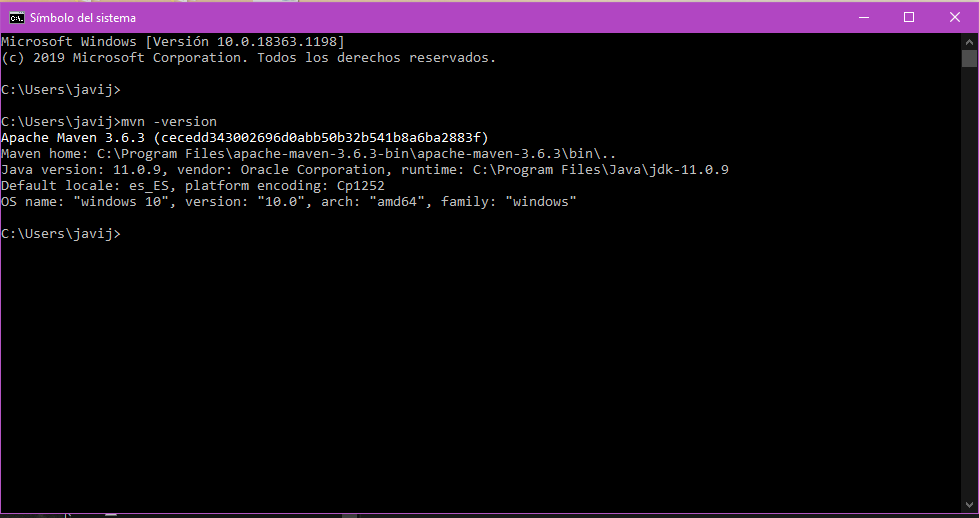 Símbolo del sistema
Microsoft Windows [Versión 10.0.18363.1198]
(c) 2019 Microsoft Corporation. Todos los derechos reservados.
C:\Users\javij>
C:\Users\javij>mvn -version
Apache Maven 3.6.3 (cecedd343002696d0abb50b32b541b8a6ba2883f)
Maven home: C:\Program Files\apache-maven-3.6.3-bin\apache-maven-3.6.3\bin\..
Java version: 11.0.9, vendor: Oracle Corporation, runtime: C:\Program Files\Java\jdk-11.0.9
Default locale: es_ES, platform encoding: Cp1252
OS name: "windows 10", version: "10.0", arch: "amd64", family: "windows"
C:\Users\javij>